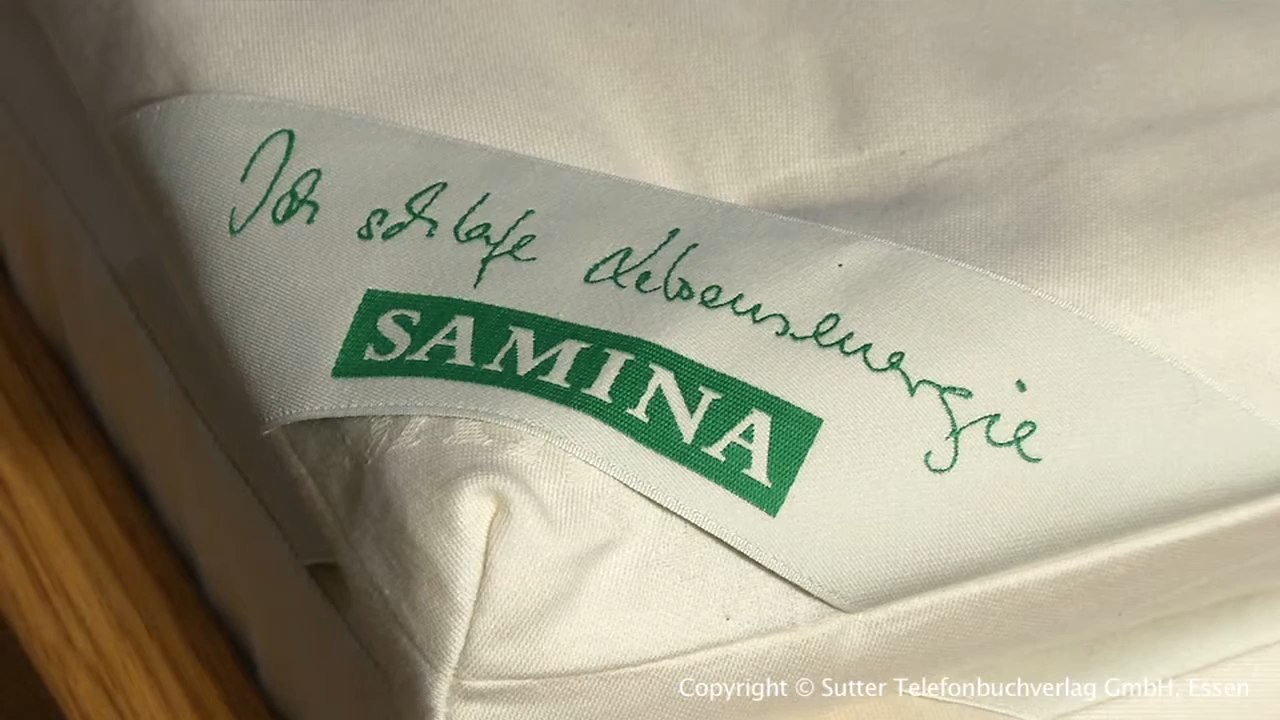 Ich schlafe Lebensenergie
SAMINA
Copyright © Sutter Telefonbuchverlag GmbH, Essen